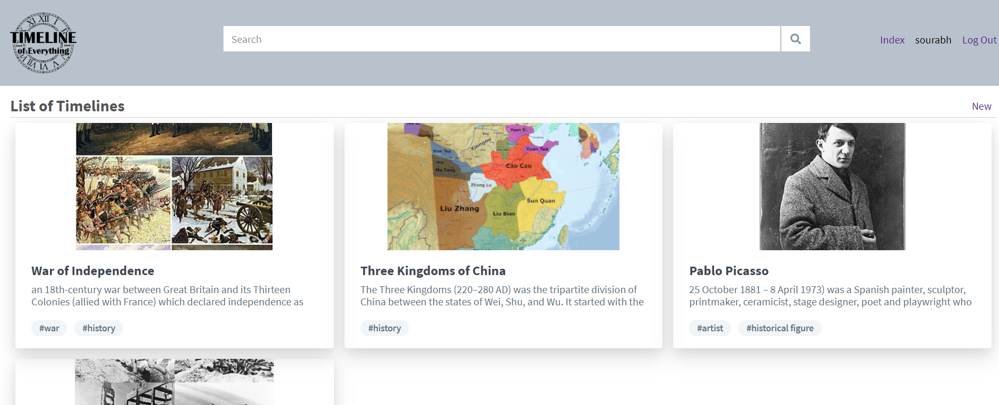 TIMELINE
of Everything
XII
Search
Index
sourabh
Log Out
List of Timelines
New
Yuan Xi
Xiongnu
Han Sui
Yuan Tan
Ma Teng
Cao Cao
Zhang Lu
Sun Quan
Liu Zhang
Liu Biao
War of Independence
an 18th-century war between Great Britain and its Thirteen
Colonies (allied with France) which declared independence as
#war
#history
Three Kingdoms of China
The Three Kingdoms (220–280 AD) was the tripartite division of
China between the states of Wei, Shu, and Wu. It started with the
#history
Pablo Picasso
25 October 1881 – 8 April 1973) was a Spanish painter, sculptor,
printmaker, ceramicist, stage designer, poet and playwright who
#artist
#historical figure